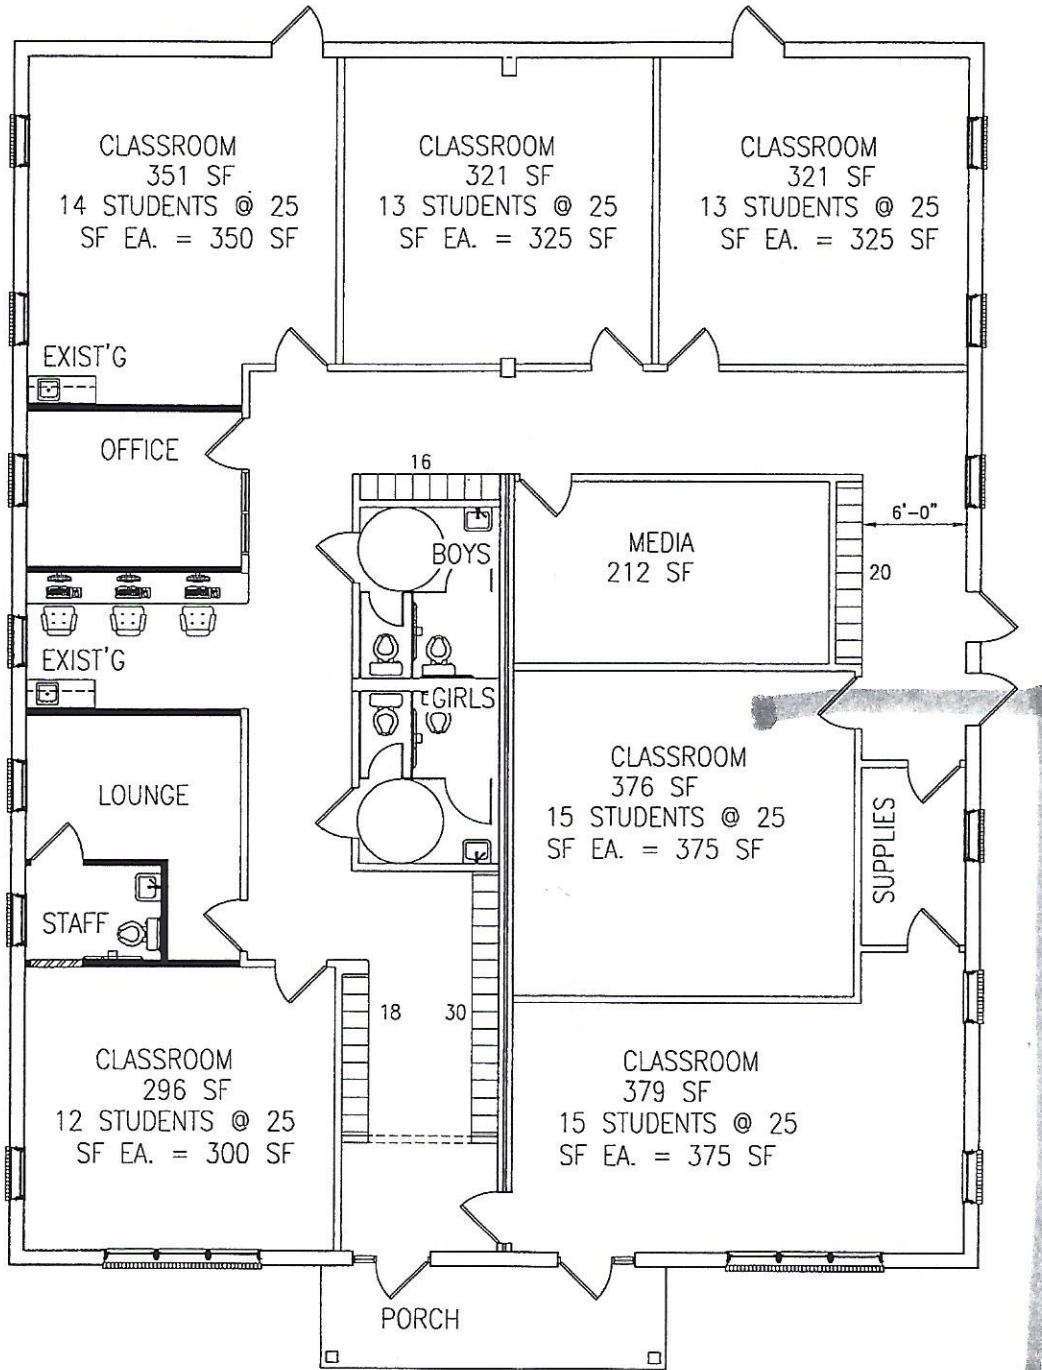 CLASSROOM
351 SF
14 STUDENTS @ 25
SF EA. = 350 SF
CLASSROOM
321 SF
13 STUDENTS @ 25
SF EA. = 325 SF
CLASSROOM
321 SF
13 STUDENTS @ 25
SF EA. = 325 SF
EXIST'G
OFFICE
16
BOYS
MEDIA
212 SF
6'-0"
20
EXIST'G
GIRLS
LOUNGE
CLASSROOM
376 SF
15 STUDENTS @ 25
SF EA. = 375 SF
SUPPLIES
STAFF
18
30
CLASSROOM
296 SF
12 STUDENTS @ 25
SF EA. = 300 SF
CLASSROOM
379 SF
15 STUDENTS @ 25
SF EA. = 375 SF
PORCH